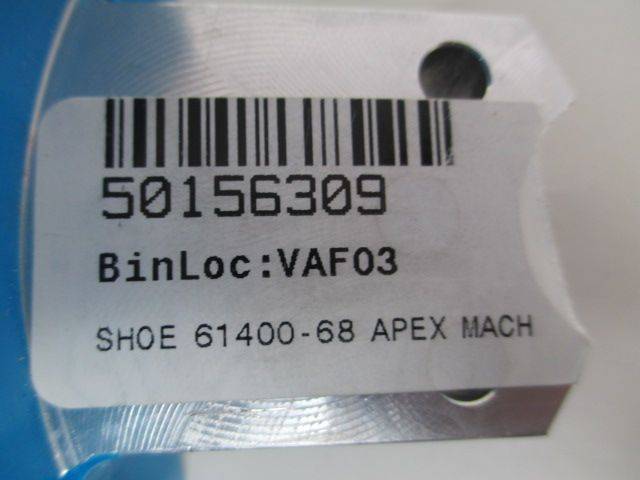 50156309
BinLoc:VAF03
SHOE 61400-68 APEX MACH